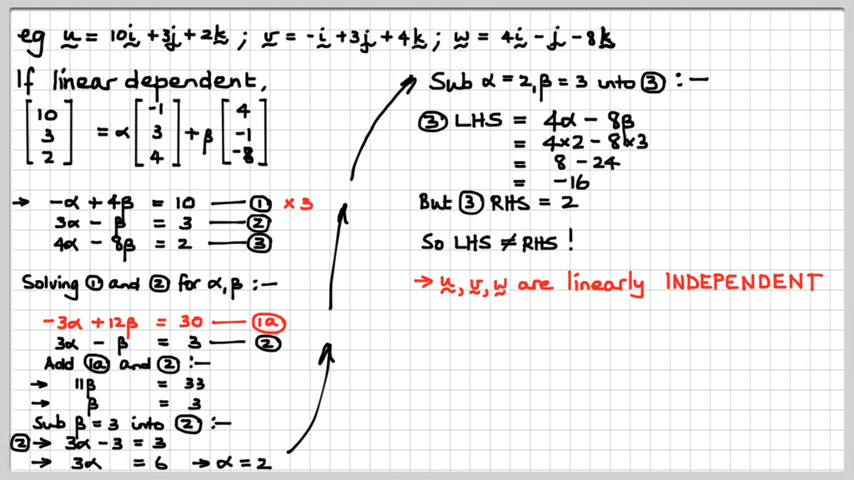 eg u = 10i + 3j + 2k ; v = -i + 3j + 4k ; w = 4i - j - 8k
If linear dependent,
[10 3 2] = α [-1 3 4] + β [4 -1 -8]
→ -α + 4β = 10 — ① × 3
3α - β = 3 — ②
4α - 8β = 2 — ③
Solving ① and ② for α, β :-
-3α + 12β = 30 — 1a
3α - β = 3 — ②
Add 1a and ② :-
→ 11β = 33
→ β = 3
Sub β = 3 into ② :-
② → 3α - 3 = 3
→ 3α = 6 → α = 2
Sub α = 2, β = 3 into ③ :-
③ LHS = 4α - 8β
= 4×2 - 8×3
= 8 - 24
= -16
But ③ RHS = 2
So LHS ≠ RHS !
→ u, v, w are linearly INDEPENDENT